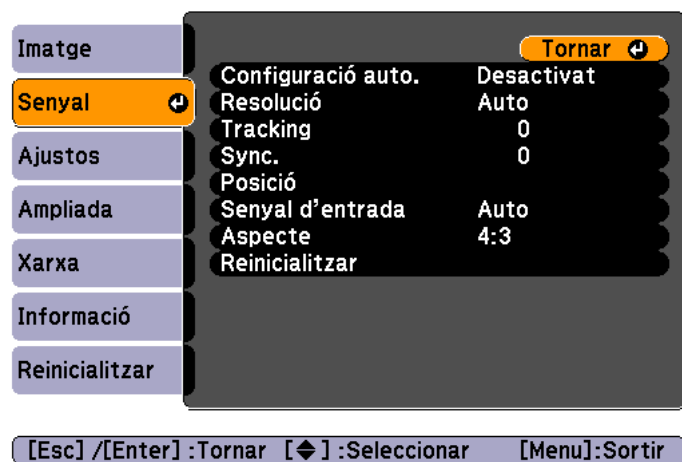 Imatge
Senyal
Ajustos
Ampliada
Xarxa
Informació
Reinicialitzar
Tornar
Configuració auto. Desactivat
Resolució Auto
Tracking 0
Sync. 0
Posició
Senyal d'entrada Auto
Aspecte 4:3
Reinicialitzar
[Esc] /[Enter] :Tornar [◆] :Seleccionar [Menu]:Sortir